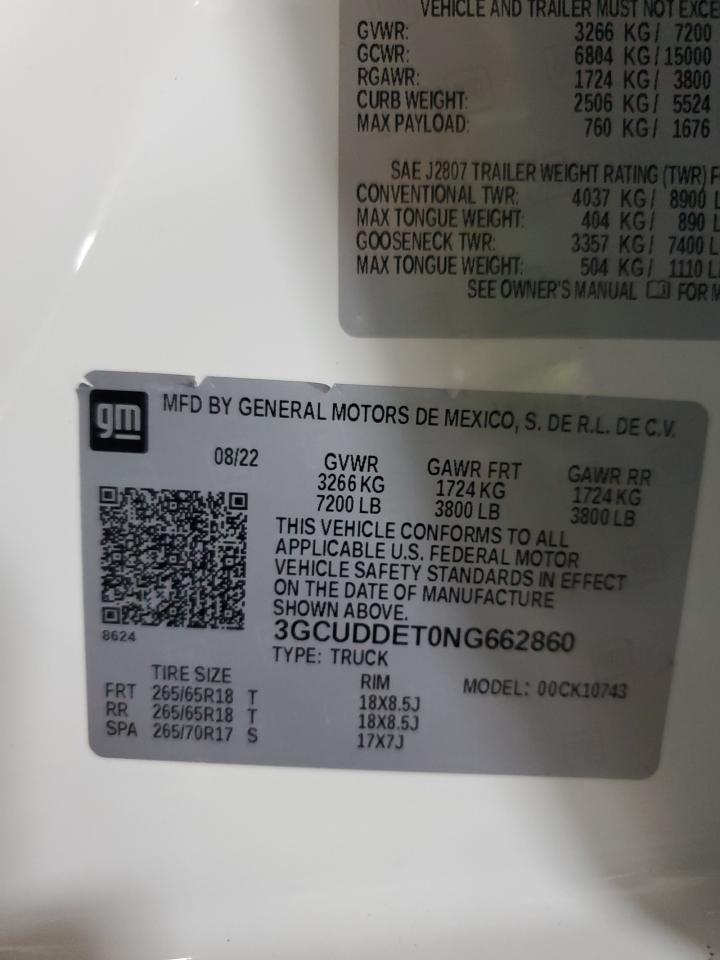 VEHICLE AND TRAILER MUST NOT EXCE
GVWR: 3266 KG/ 7200
GCWR: 6804 KG/ 15000
RGAWR: 1724 KG/ 3800
CURB WEIGHT: 2506 KG/ 5524
MAX PAYLOAD: 760 KG/ 1676
SAE J2807 TRAILER WEIGHT RATING (TWR) F
CONVENTIONAL TWR: 4037 KG/ 8900 L
MAX TONGUE WEIGHT: 404 KG/ 890 L
GOOSENECK TWR: 3357 KG/ 7400 L
MAX TONGUE WEIGHT: 504 KG/ 1110 L
SEE OWNER'S MANUAL FOR M
gm MFD BY GENERAL MOTORS DE MEXICO, S. DE R.L. DE C.V.
08/22 GVWR GAWR FRT GAWR RR
3266 KG 1724 KG 1724 KG
7200 LB 3800 LB 3800 LB
THIS VEHICLE CONFORMS TO ALL
APPLICABLE U.S. FEDERAL MOTOR
VEHICLE SAFETY STANDARDS IN EFFECT
ON THE DATE OF MANUFACTURE
SHOWN ABOVE.
8624 3GCUDDET0NG662860
TYPE: TRUCK
TIRE SIZE RIM MODEL: 00CK10743
FRT 265/65R18 T 18X8.5J
RR 265/65R18 T 18X8.5J
SPA 265/70R17 S 17X7J